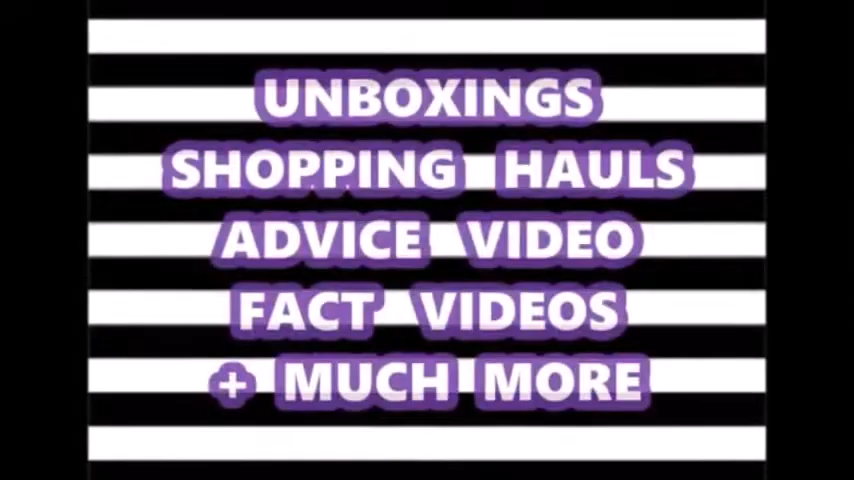 UNBOXINGS
SHOPPING HAULS
ADVICE VIDEO
FACT VIDEOS
+ MUCH MORE